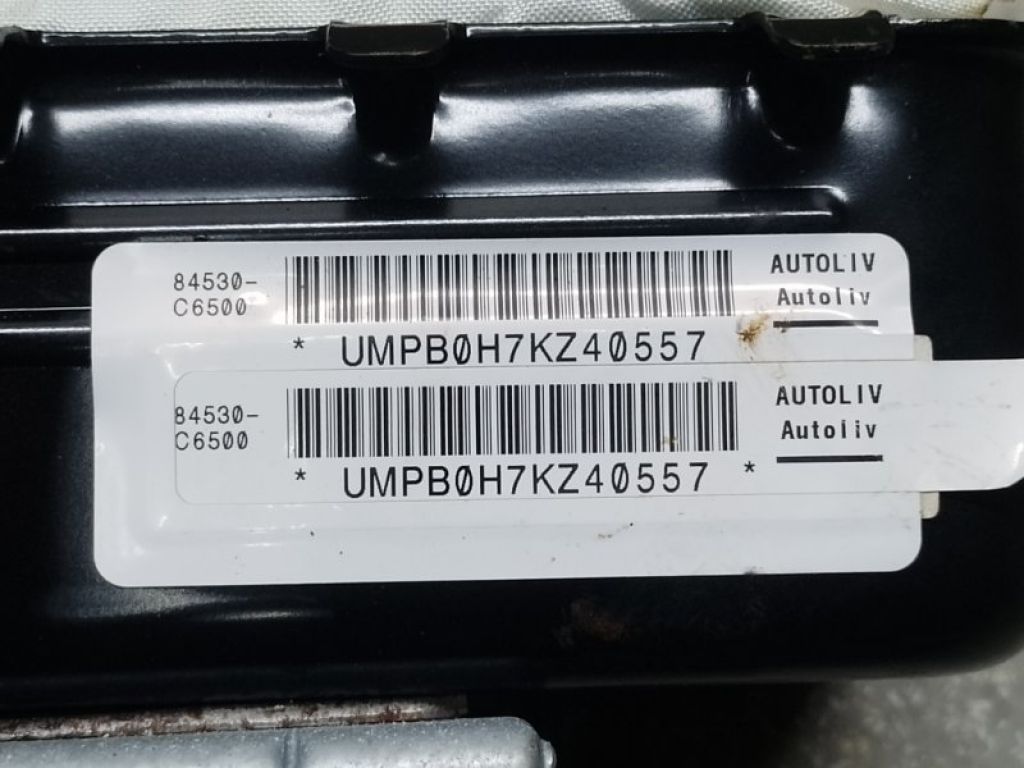 84530-
C6500
AUTOLIV
Autoliv
* UMPB0H7KZ40557
84530-
C6500
AUTOLIV
Autoliv
* UMPB0H7KZ40557 *